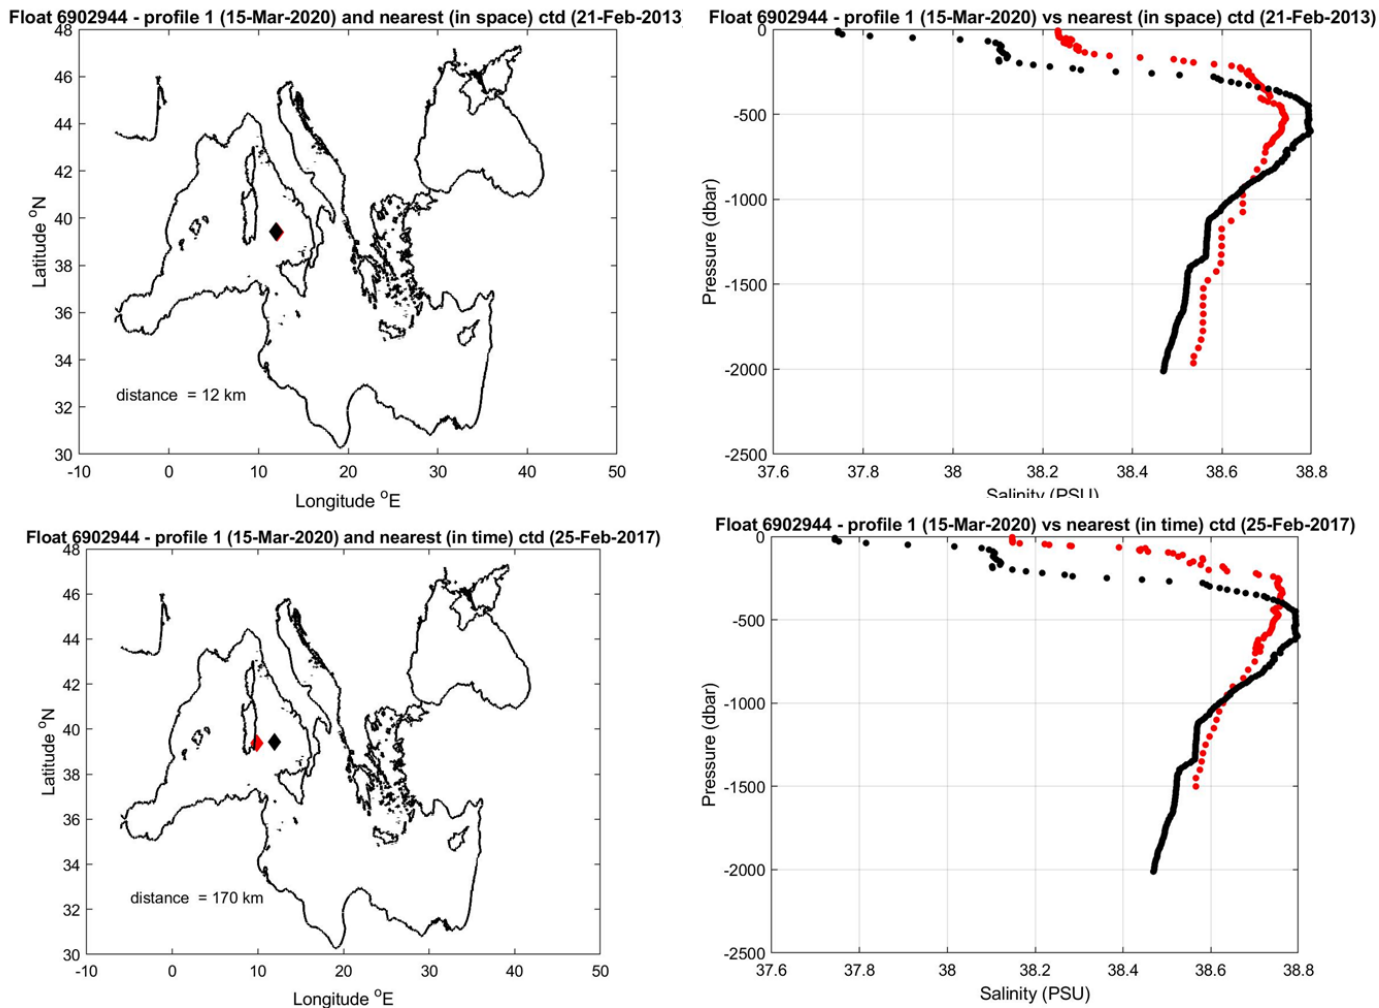 Float 6902944 - profile 1 (15-Mar-2020) and nearest (in space) ctd (21-Feb-2013)
48
46
44
42
40
38
36
34
32
30
Latitude °N
distance = 12 km
-10 0 10 20 30 40 50
Longitude °E
Float 6902944 - profile 1 (15-Mar-2020) vs nearest (in space) ctd (21-Feb-2013)
0
-500
-1000
-1500
-2000
-2500
Pressure (dbar)
37.6 37.8 38 38.2 38.4 38.6 38.8
Salinity (PSU)
Float 6902944 - profile 1 (15-Mar-2020) and nearest (in time) ctd (25-Feb-2017)
48
46
44
42
40
38
36
34
32
30
Latitude °N
distance = 170 km
-10 0 10 20 30 40 50
Longitude °E
Float 6902944 - profile 1 (15-Mar-2020) vs nearest (in time) ctd (25-Feb-2017)
0
-500
-1000
-1500
-2000
-2500
Pressure (dbar)
37.6 37.8 38 38.2 38.4 38.6 38.8
Salinity (PSU)